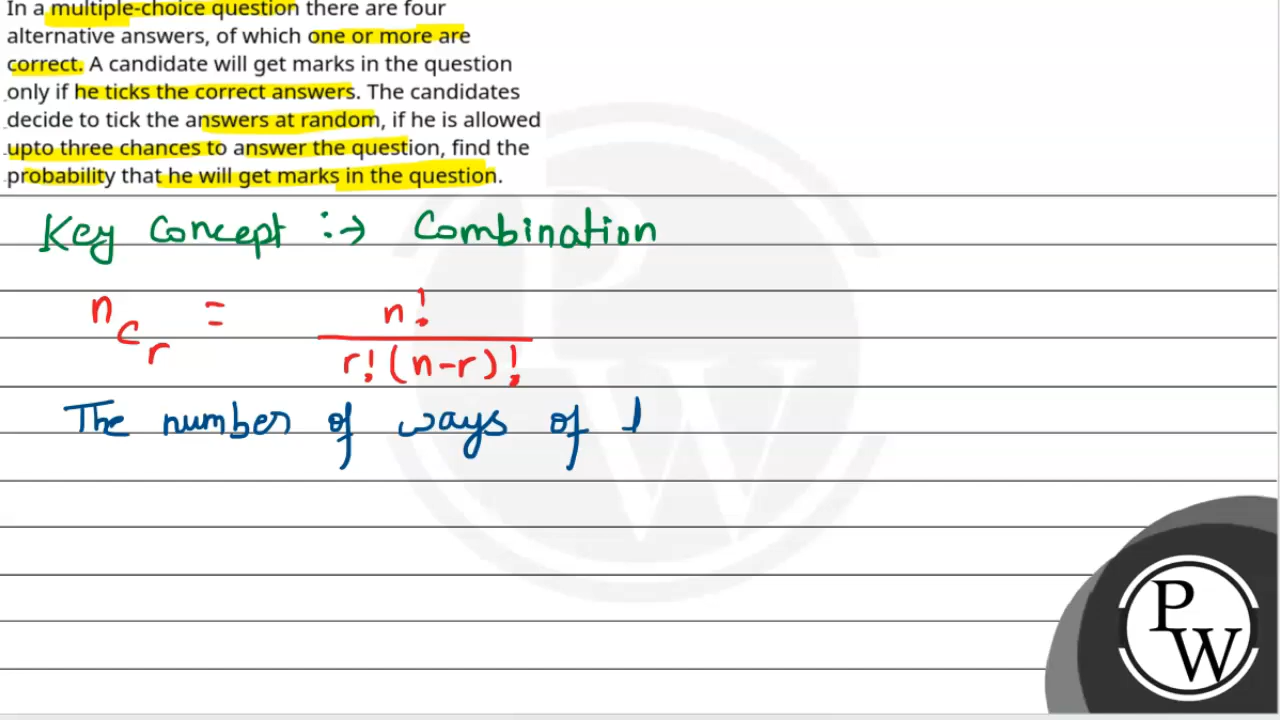 In a multiple-choice question there are four
alternative answers, of which one or more are
correct. A candidate will get marks in the question
only if he ticks the correct answers. The candidates
decide to tick the answers at random, if he is allowed
upto three chances to answer the question, find the
probability that he will get marks in the question.
Key Concept :→ Combination
nCr = n! / r!(n-r)!
The number of ways of
P W
PW